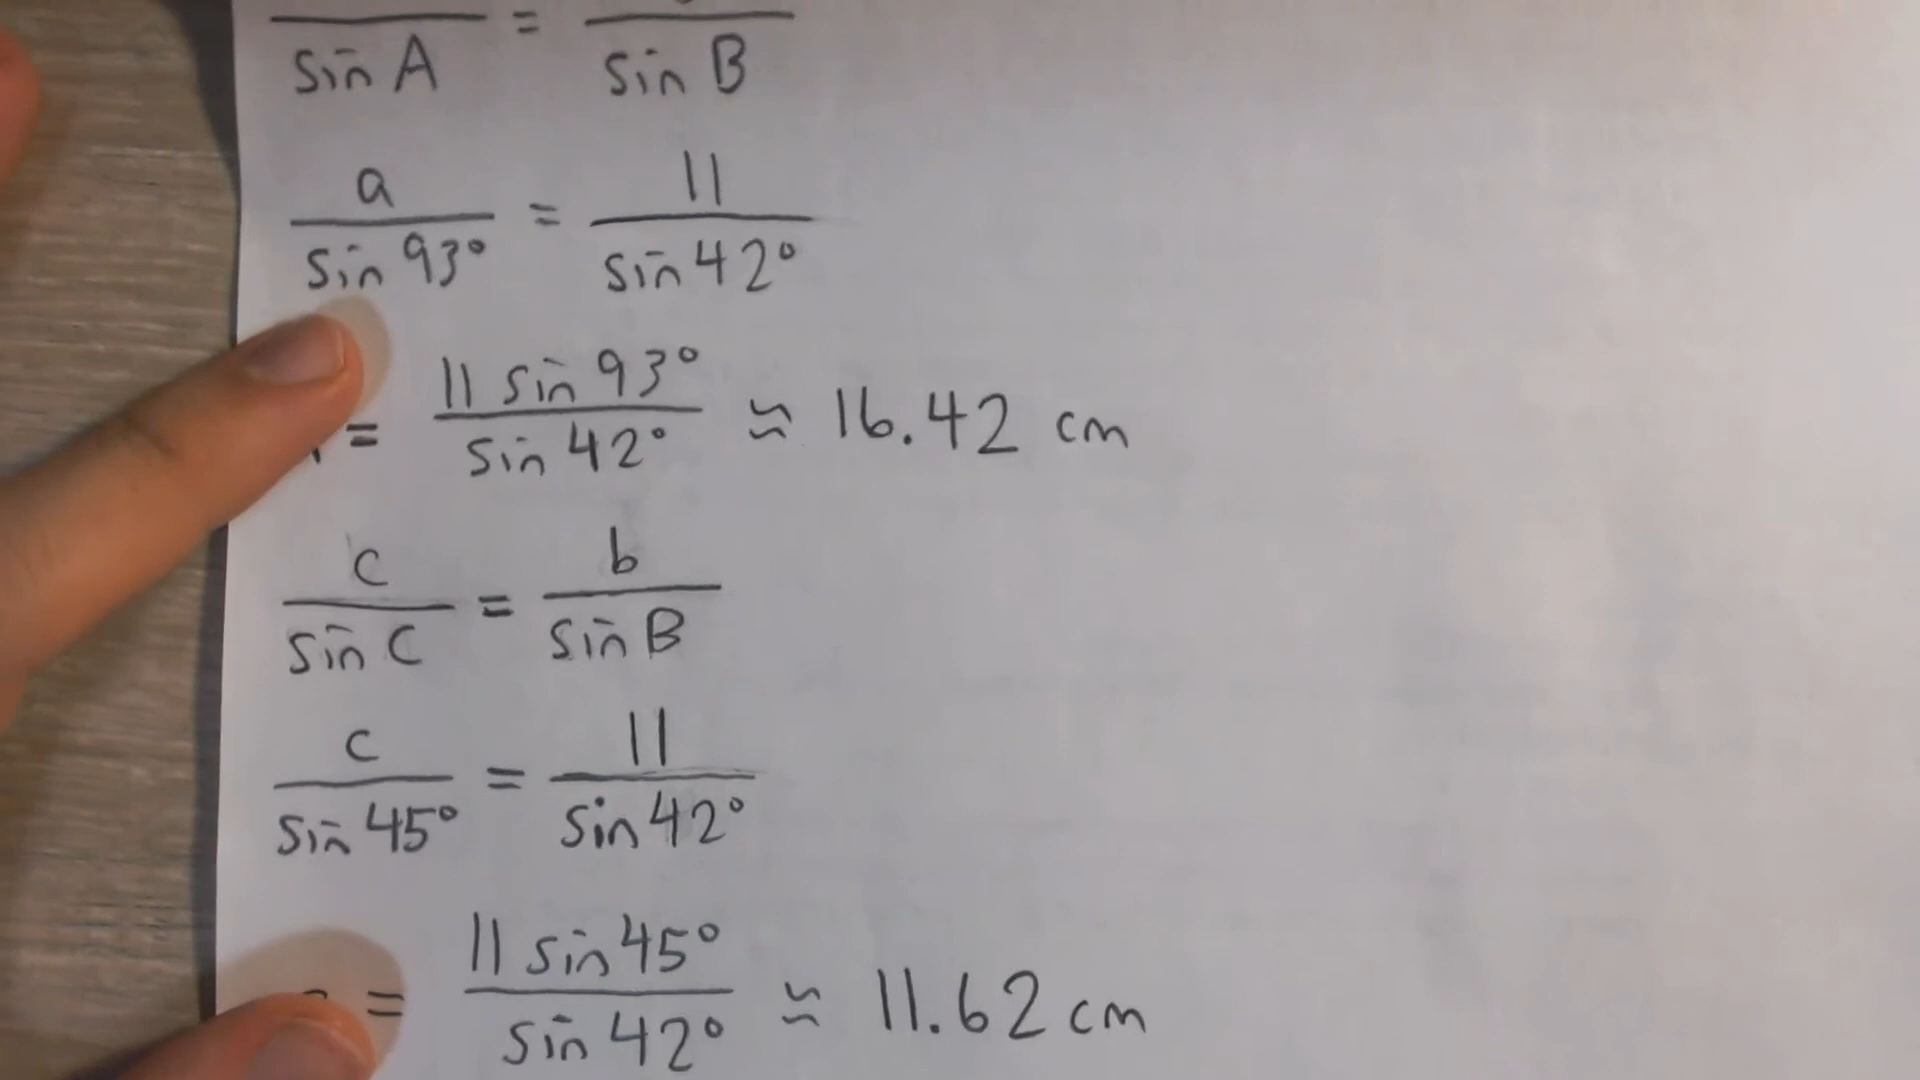 sin A = sin B
a / sin 93° = 11 / sin 42°
= 11 sin 93° / sin 42° ≈ 16.42 cm
c / sin C = b / sin B
c / sin 45° = 11 / sin 42°
= 11 sin 45° / sin 42° ≈ 11.62 cm